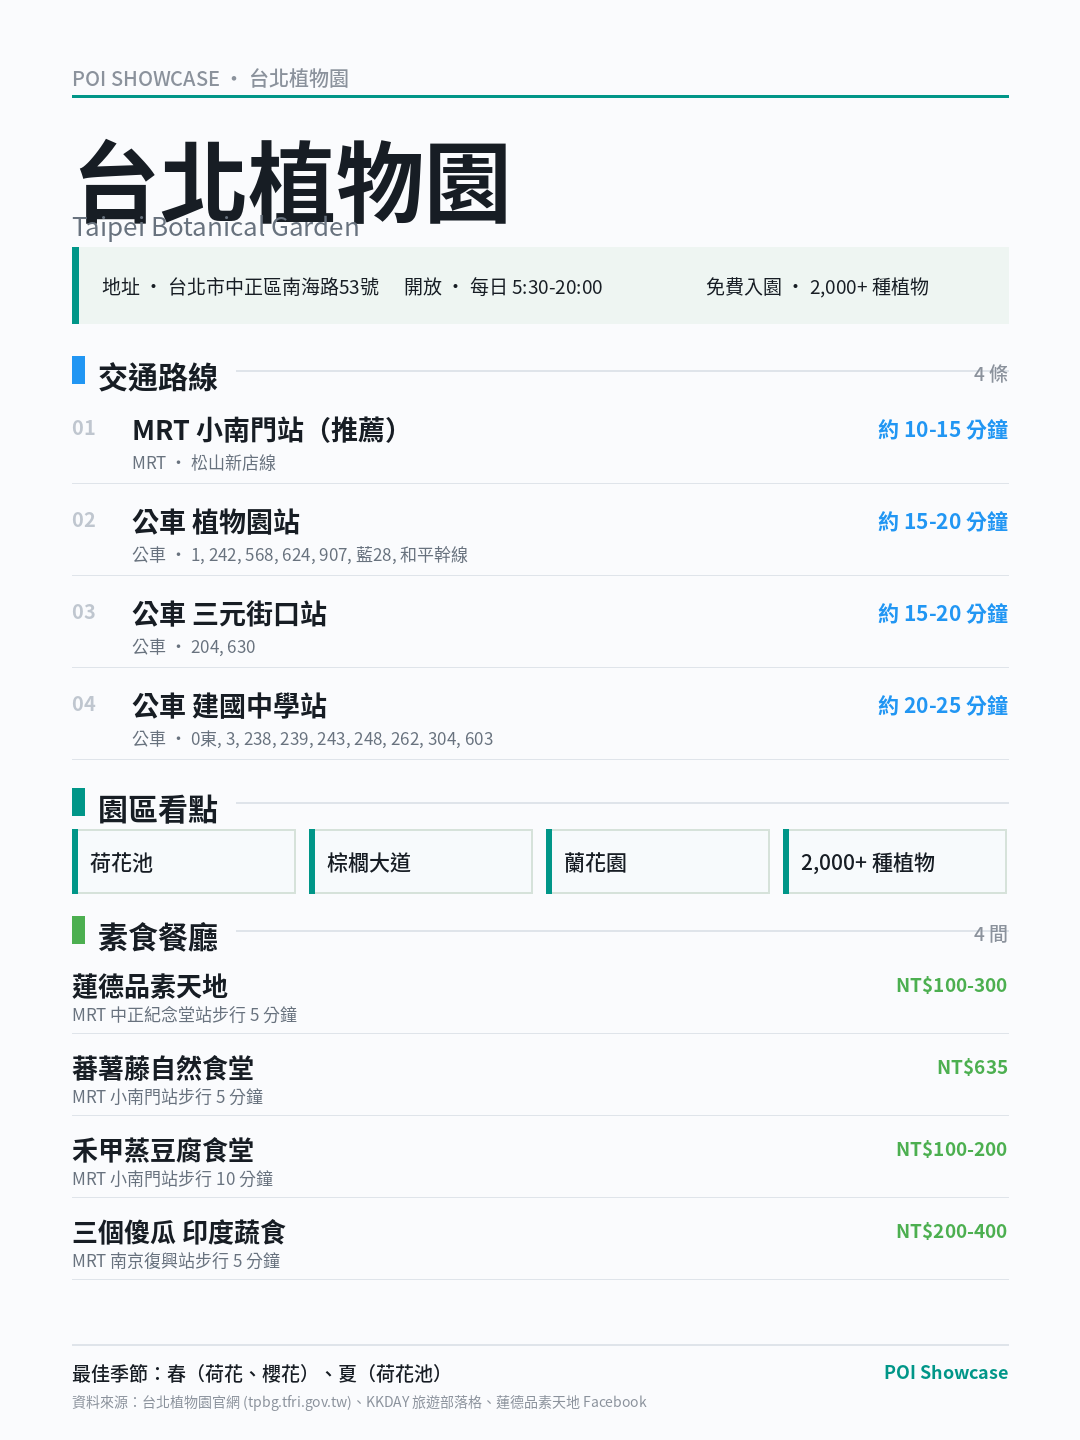 POI SHOWCASE · 台北植物園
台北植物園
Taipei Botanical Garden
地址 · 台北市中正區南海路53號 開放 · 每日 5:30-20:00 免費入園 · 2,000+ 種植物
交通路線 4 條
01 MRT 小南門站（推薦） 約 10-15 分鐘
MRT · 松山新店線
02 公車 植物園站 約 15-20 分鐘
公車 · 1, 242, 568, 624, 907, 藍28, 和平幹線
03 公車 三元街口站 約 15-20 分鐘
公車 · 204, 630
04 公車 建國中學站 約 20-25 分鐘
公車 · 0東, 3, 238, 239, 243, 248, 262, 304, 603
園區看點
荷花池 棕櫚大道 蘭花園 2,000+ 種植物
素食餐廳 4 間
蓮德品素天地 NT$100-300
MRT 中正紀念堂站步行 5 分鐘
蕃薯藤自然食堂 NT$635
MRT 小南門站步行 5 分鐘
禾甲蒸豆腐食堂 NT$100-200
MRT 小南門站步行 10 分鐘
三個傻瓜 印度蔬食 NT$200-400
MRT 南京復興站步行 5 分鐘
最佳季節：春（荷花、櫻花）、夏（荷花池） POI Showcase
資料來源：台北植物園官網 (tpbg.tfri.gov.tw)、KKDAY 旅遊部落格、蓮德品素天地 Facebook